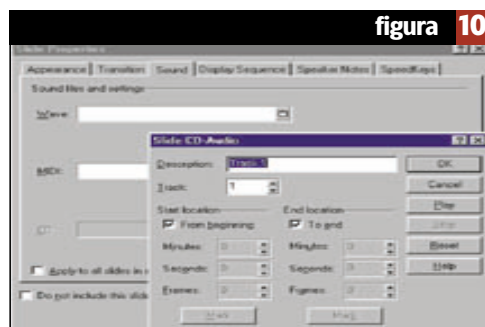 figura 10
Slide Properties
Appearance Transition Sound Display Sequence Speaker Notes SpeedKeys
Sound files and settings
Wave:
Slide CD-Audio
Description: Track 1
OK
MIDI:
Track: 1
Cancel
Start location End location
Play
From beginning To end
Stop
CD:
Minutes: 0 Minutes: 0
Reset
Apply to all slides in
Seconds: 0 Seconds: 0
Help
Do not include this slide
Frames: 0 Frames: 0
Mark Mark